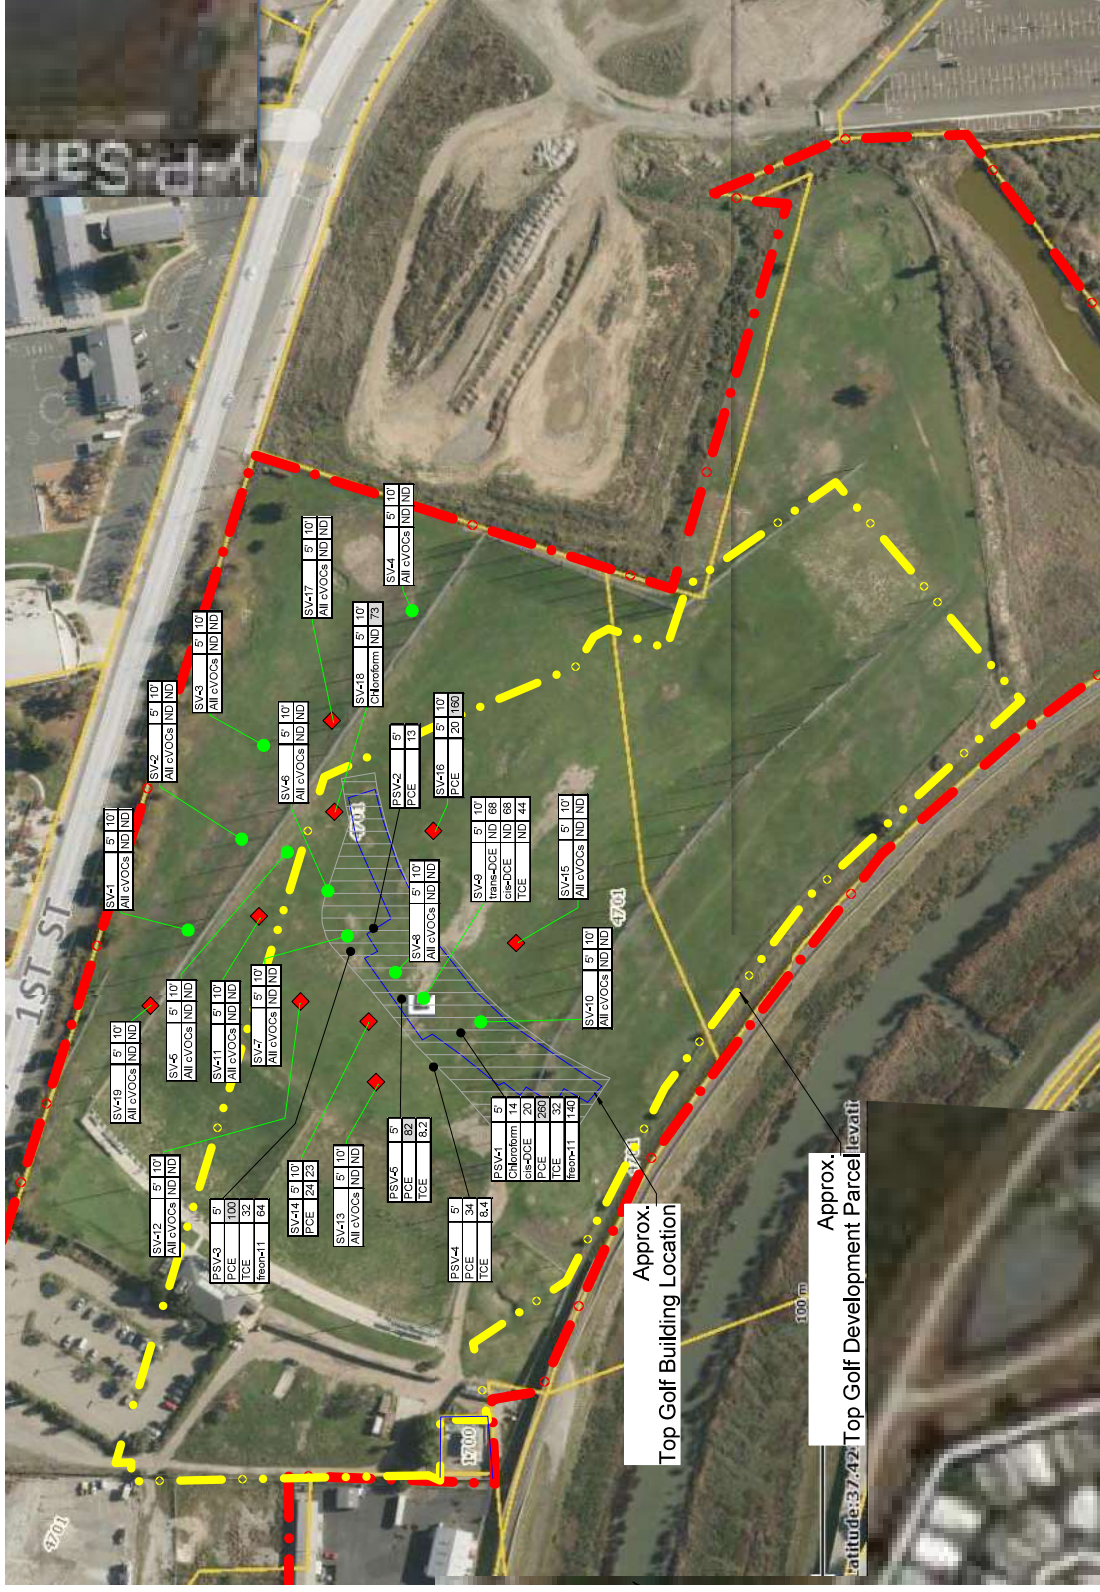 y-P-San
1ST ST
SV-1 5' 10'
All cVOCs ND ND
SV-2 5' 10'
All cVOCs ND ND
SV-3 5' 10'
All cVOCs ND ND
SV-17 5' 10'
All cVOCs ND ND
SV-4 5' 10'
All cVOCs ND ND
SV-6 5' 10'
All cVOCs ND ND
SV-18 5' 10'
Chloroform ND 73
PSV-2 5'
PCE 13
SV-16 5' 10'
PCE 20 160
SV-19 5' 10'
All cVOCs ND ND
SV-5 5' 10'
All cVOCs ND ND
SV-11 5' 10'
All cVOCs ND ND
SV-7 5' 10'
All cVOCs ND ND
SV-8 5' 10'
All cVOCs ND ND
SV-9 5' 10'
trans-DCE ND 68
cis-DCE ND 68
TCE ND 44
SV-15 5' 10'
All cVOCs ND ND
SV-10 5' 10'
All cVOCs ND ND
SV-12 5' 10'
All cVOCs ND ND
PSV-3 5'
PCE 100
TCE 32
freon-11 64
SV-14 5' 10'
PCE 24 23
SV-13 5' 10'
All cVOCs ND ND
PSV-5 5'
PCE 82
TCE 8.2
PSV-4 5'
PCE 34
TCE 8.4
PSV-1 5'
Chloroform 14
cis-DCE 20
PCE 260
TCE 32
freon-11 140
4701
4701
4701
4701
1700
Approx.
Top Golf Building Location
100 m
Approx.
Top Golf Development Parcel
levati
atitude:37.42